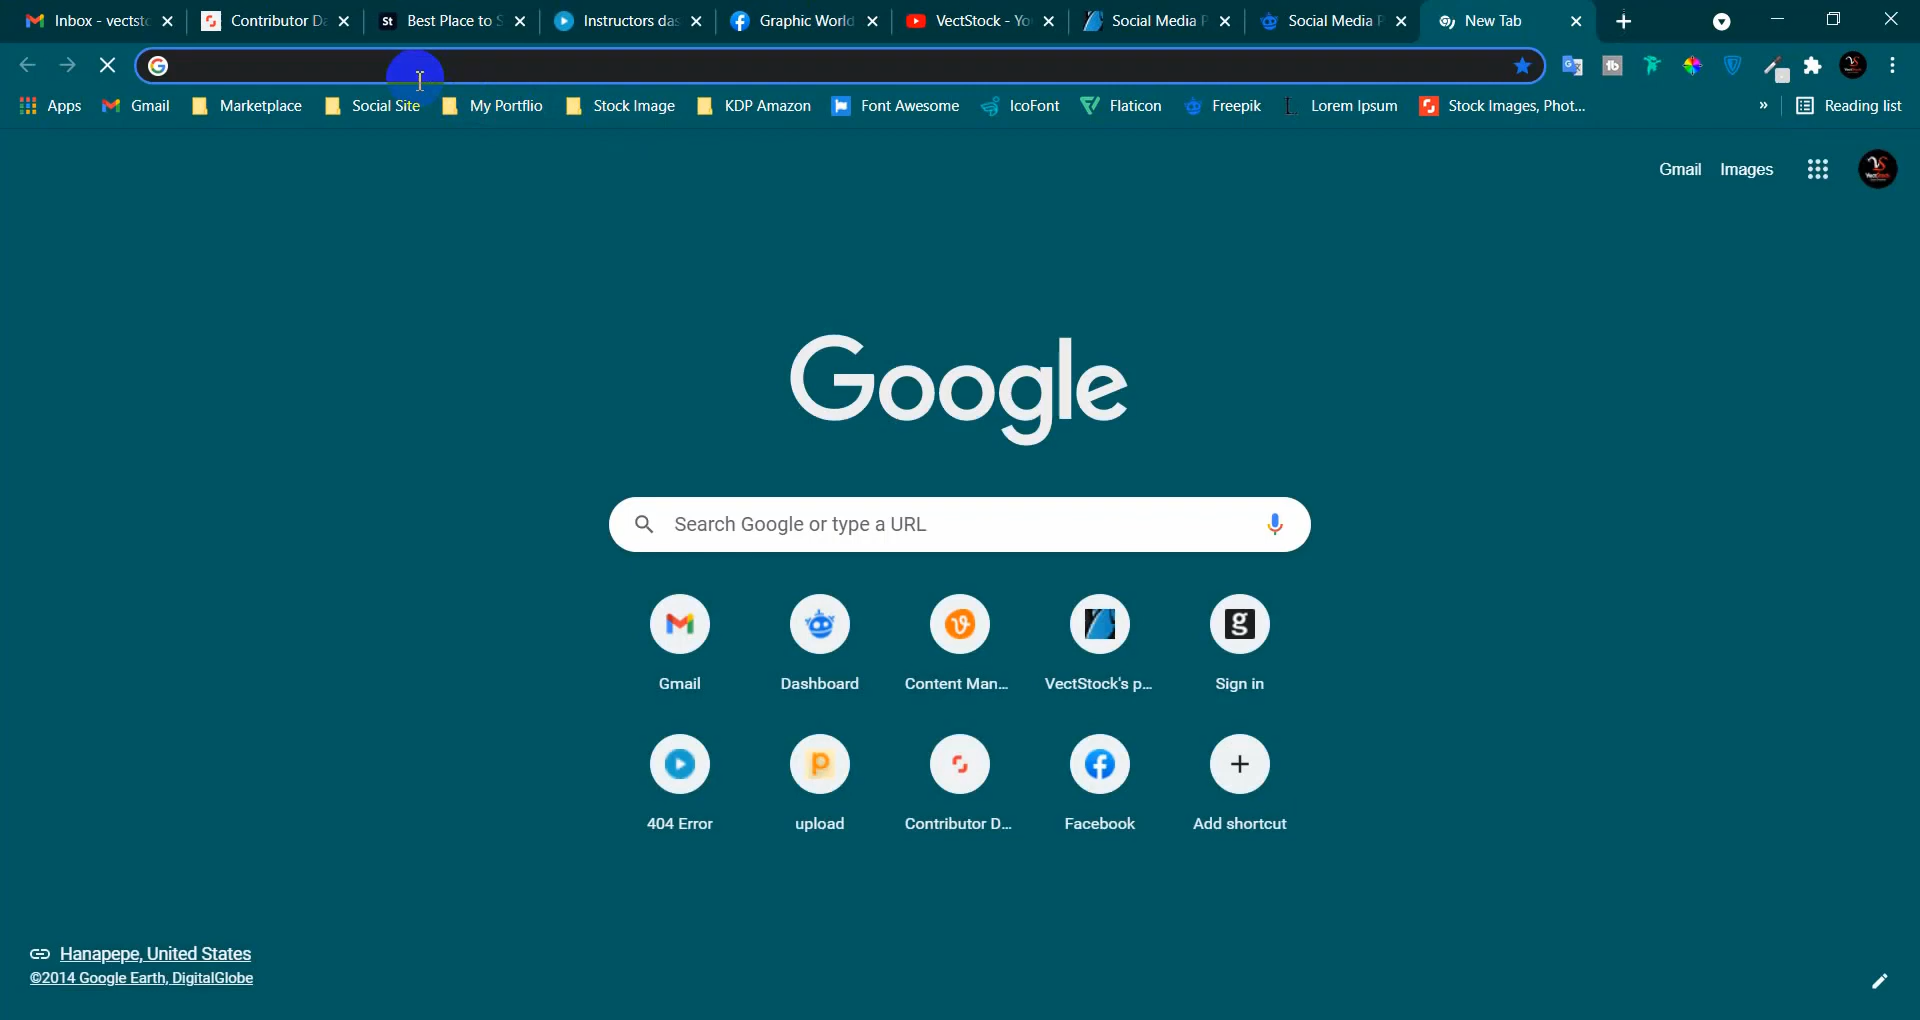 Inbox - vectsto
Contributor Da
St Best Place to S
Instructors das
Graphic World
VectStock - Yo
Social Media P
Social Media P
New Tab
Apps
Gmail
Marketplace
Social Site
My Portflio
Stock Image
KDP Amazon
Font Awesome
IcoFont
Flaticon
Freepik
Lorem Ipsum
Stock Images, Phot...
»
Reading list
Gmail Images
Google
Search Google or type a URL
Gmail
Dashboard
Content Man...
VectStock's p...
Sign in
404 Error
upload
Contributor D...
Facebook
Add shortcut
Hanapepe, United States
©2014 Google Earth, DigitalGlobe